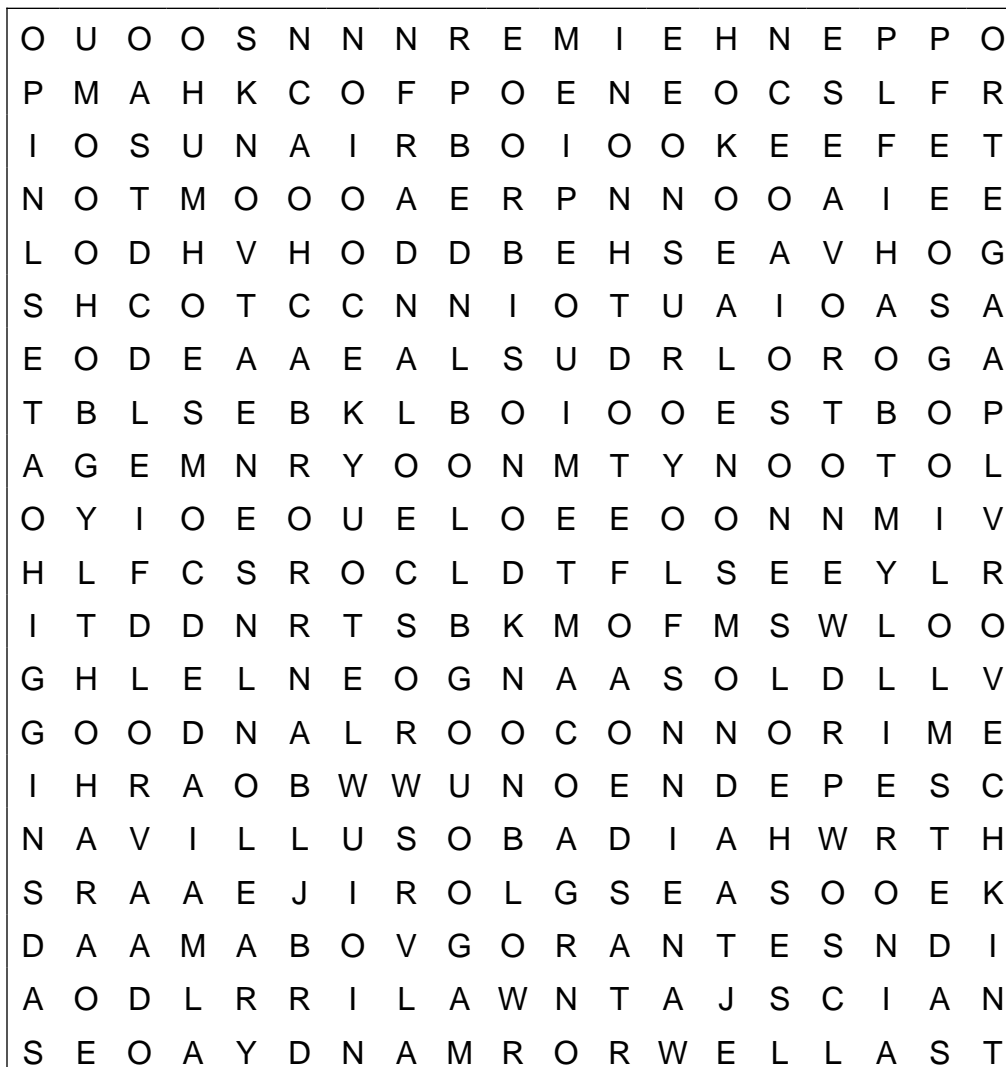 O U O O S N N N R E M I E H N E P P O
P M A H K C O F P O E N E O C S L F R
I O S U N A I R B O I O O K E E F E T
N O T M O O O A E R P N N O O A I E E
L O D H V H O D D B E H S E A V H O G
S H C O T C C N N I O T U A I O A S A
E O D E A A E A L S U D R L O R O G A
T B L S E B K L B O I O O E S T B O P
A G E M N R Y O O N M T Y N O O T O L
O Y I O E O U E L O E E O O N N M I V
H L F C S R O C L D T F L S E E Y L R
I T D D N R T S B K M O F M S W L O O
G H L E L N E O G N A A S O L D L L V
G O O D N A L R O O C O N N O R I M E
I H R A O B W W U N O E N D E P E S C
N A V I L L U S O B A D I A H W R T H
S R A A E J I R O L G S E A S O O E K
D A A M A B O V G O R A N T E S N D I
A O D L R R I L A W N T A J S C I A N
S E O A Y D N A M R O R W E L L A S T